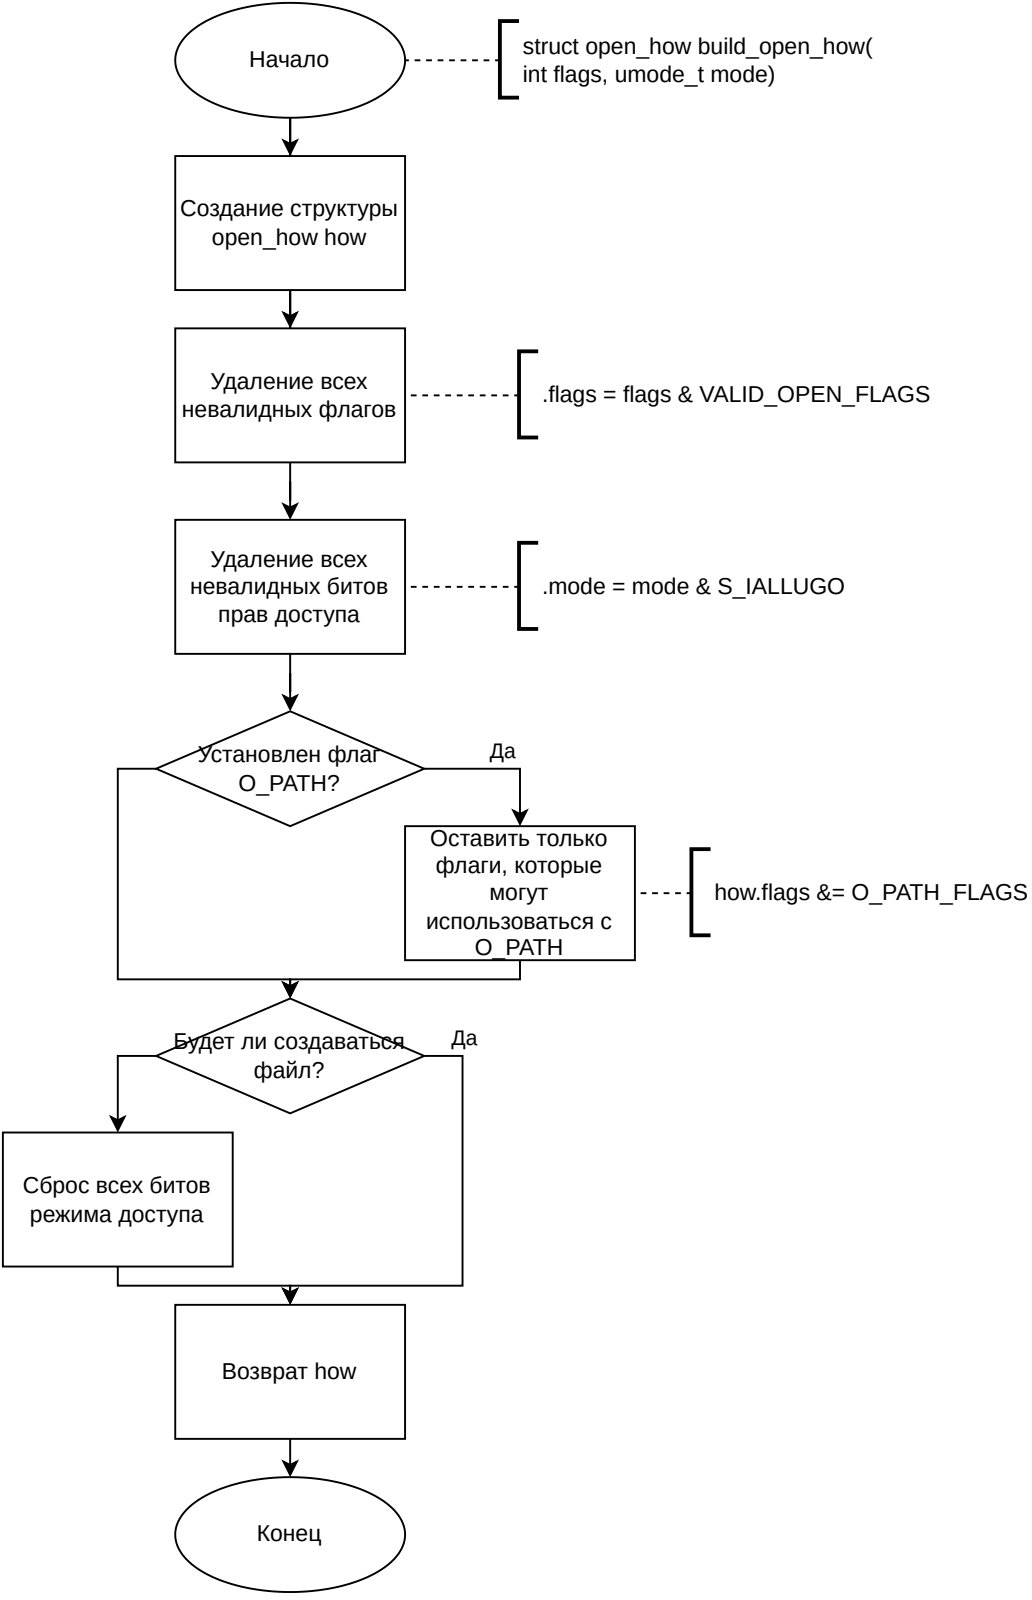 Начало
struct open_how build_open_how(
int flags, umode_t mode)
Создание структуры
open_how how
Удаление всех
невалидных флагов
.flags = flags & VALID_OPEN_FLAGS
Удаление всех
невалидных битов
прав доступа
.mode = mode & S_IALLUGO
Установлен флаг
O_PATH?
Да
Оставить только
флаги, которые
могут
использоваться с
O_PATH
how.flags &= O_PATH_FLAGS
Будет ли создаваться
файл?
Да
Сброс всех битов
режима доступа
Возврат how
Конец